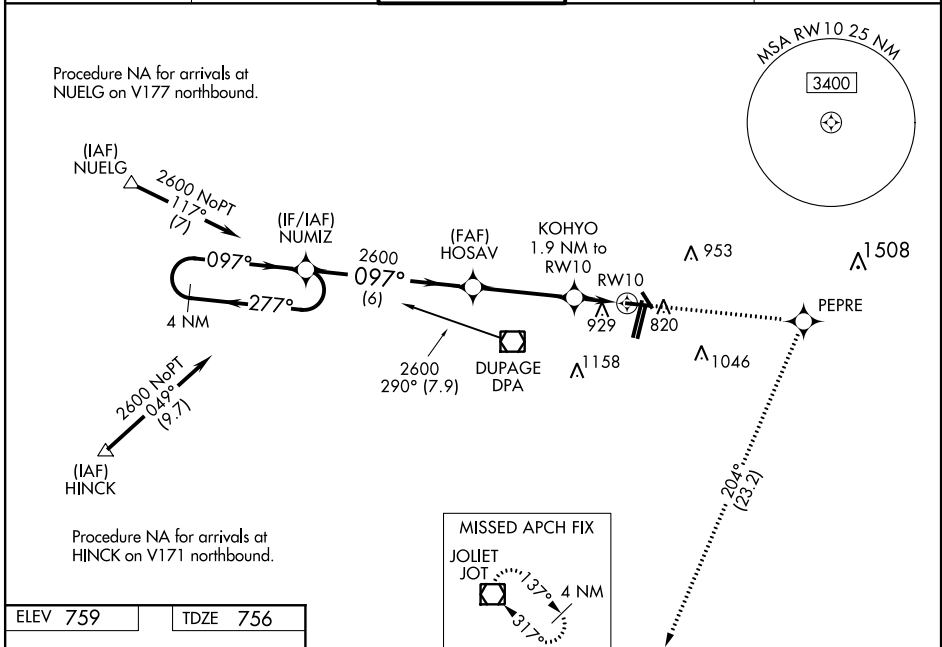 MSA RW10 25 NM
3400
Procedure NA for arrivals at
NUELG on V177 northbound.
(IAF)
NUELG
2600 NoPT
117°
(7)
(IF/IAF)
NUMIZ
097°
277°
4 NM
2600
097°
(6)
(FAF)
HOSAV
KOHYO
1.9 NM to
RW10
RW10
953
1508
929
820
PEPRE
1158
1046
2600
290° (7.9)
DUPAGE
DPA
2600 NoPT
049°
(9.7)
(IAF)
HINCK
204°
(23.2)
Procedure NA for arrivals at
HINCK on V171 northbound.
MISSED APCH FIX
JOLIET
JOT
137°
4 NM
317°
ELEV 759
TDZE 756